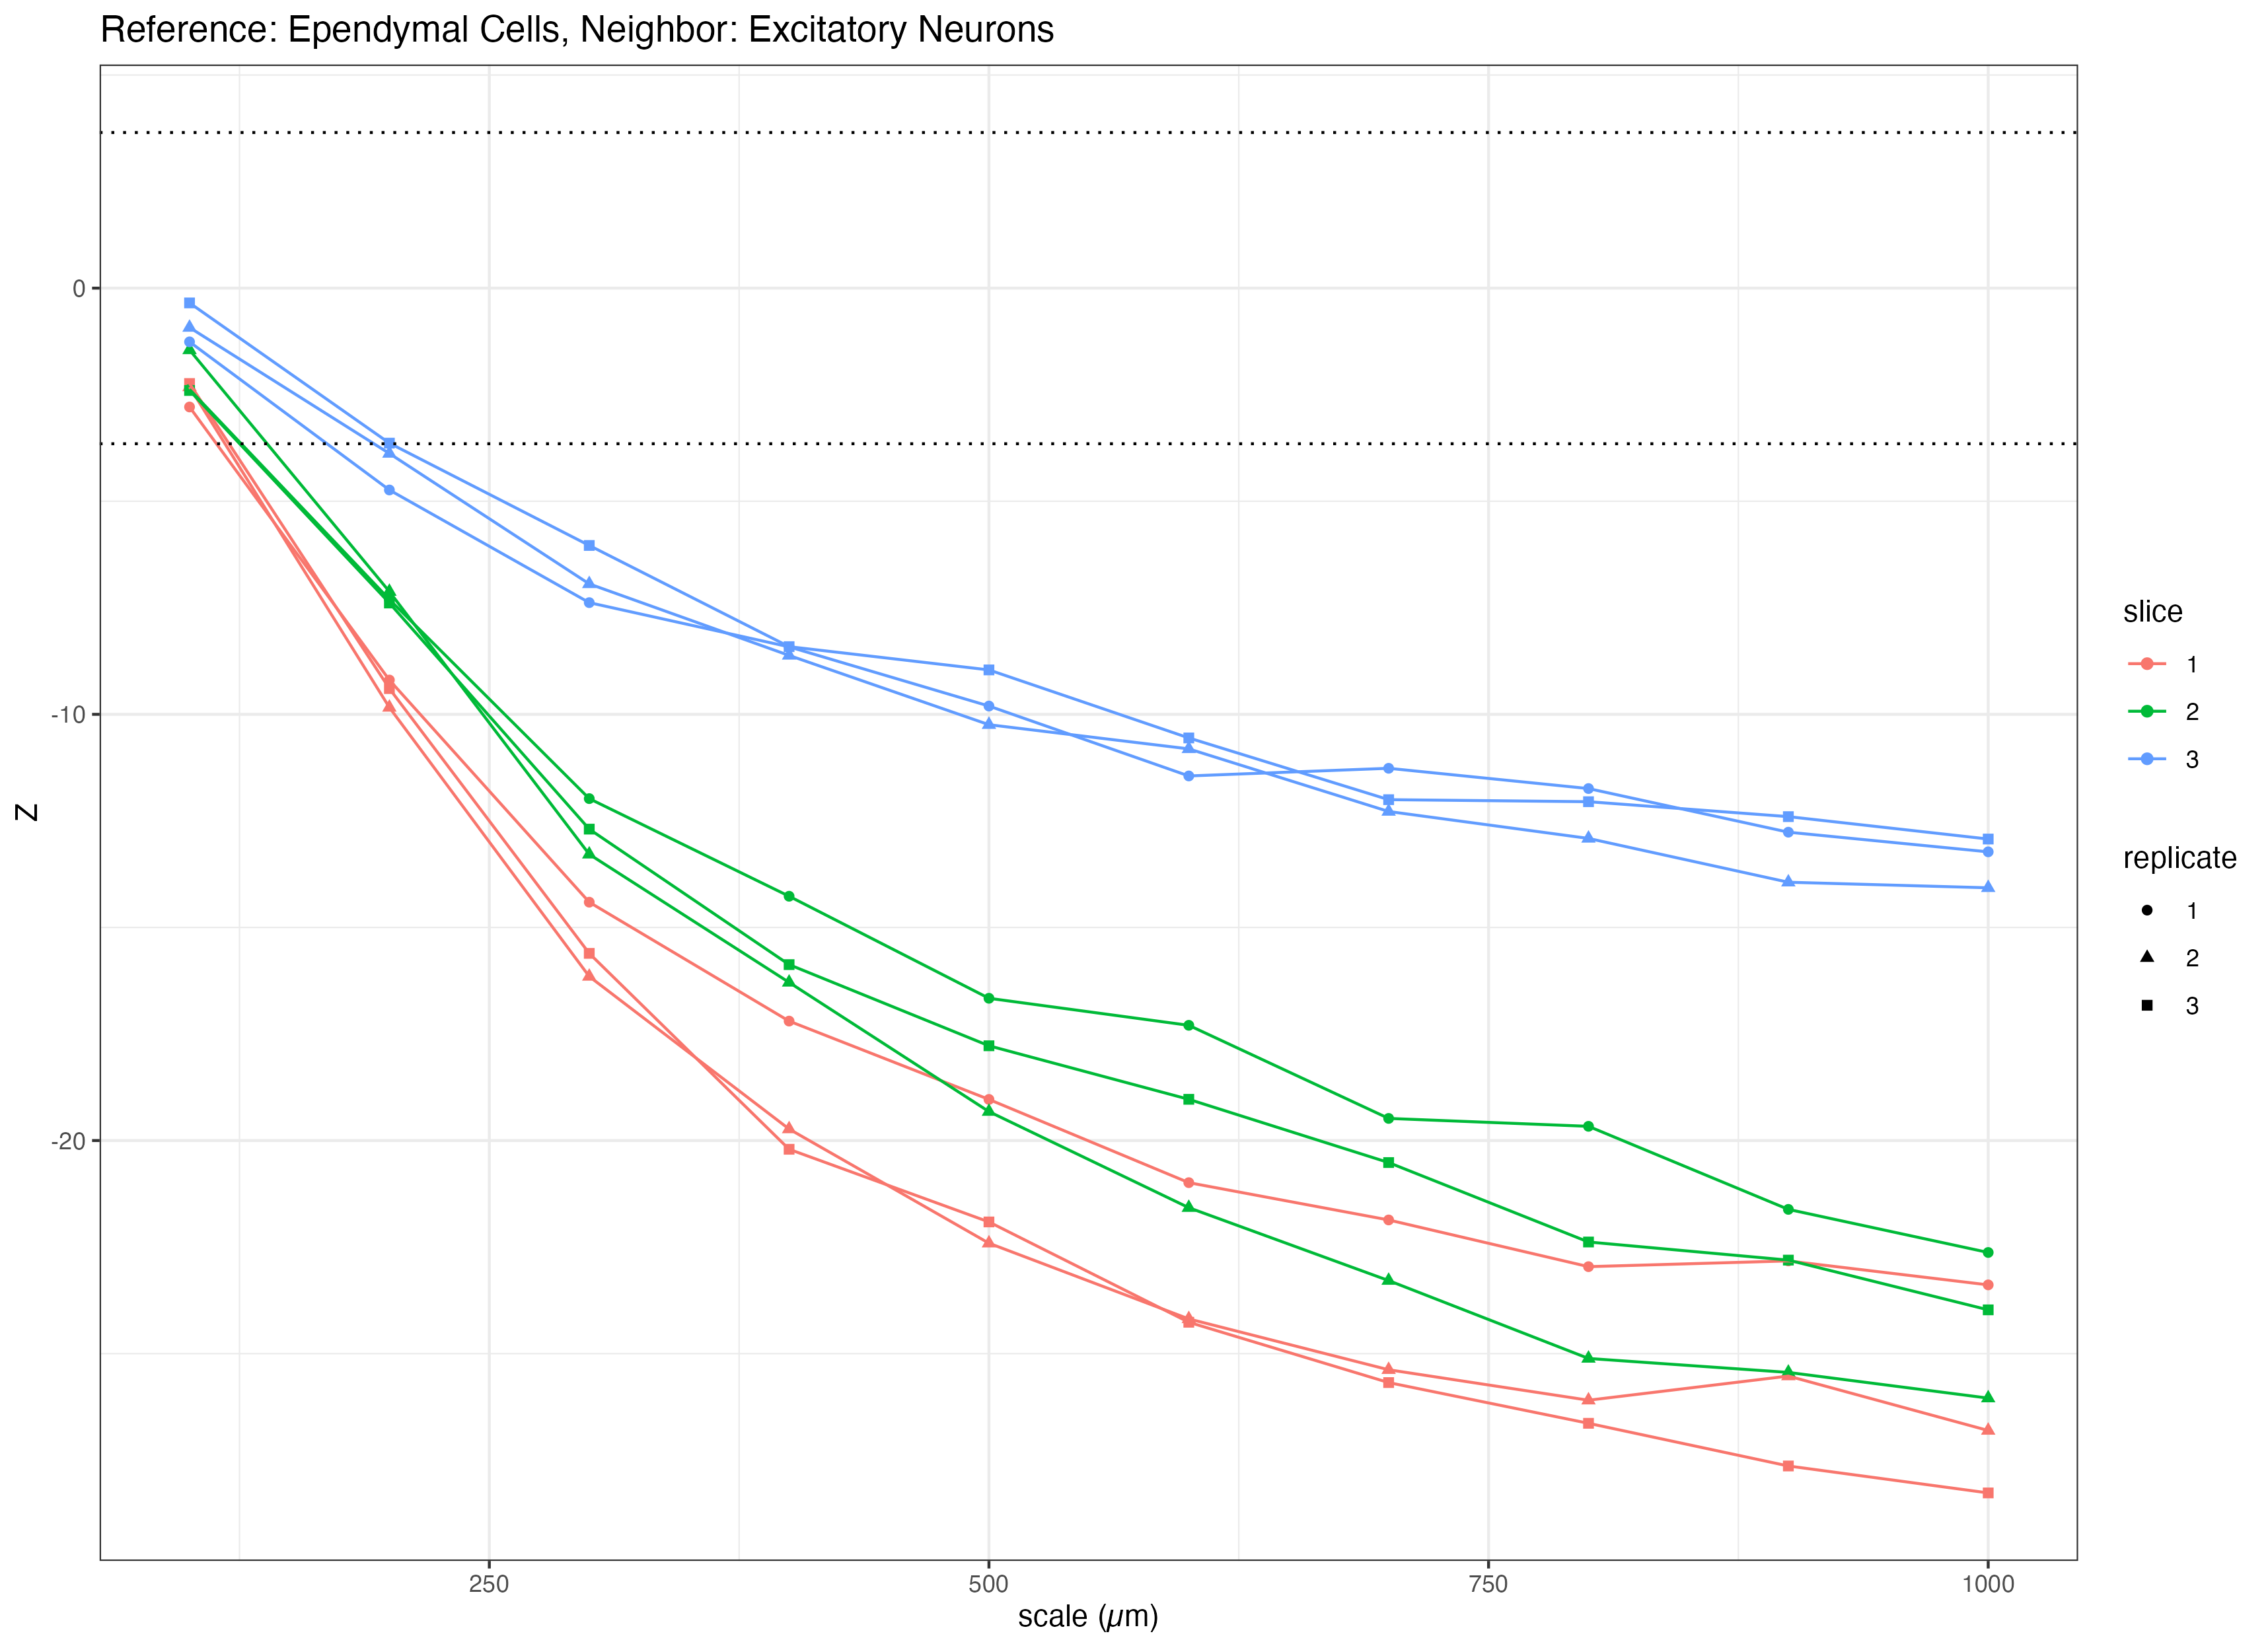 Reference: Ependymal Cells, Neighbor: Excitatory Neurons
0
-10
-20
Z
250
500
750
1000
scale (µm)
slice
1
2
3
replicate
1
2
3